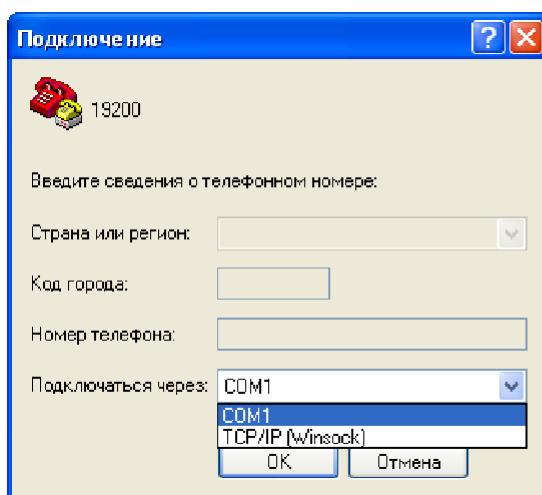 Подключение
19200
Введите сведения о телефонном номере:
Страна или регион:
Код города:
Номер телефона:
Подключаться через: COM1
COM1
TCP/IP (Winsock)
OK Отмена